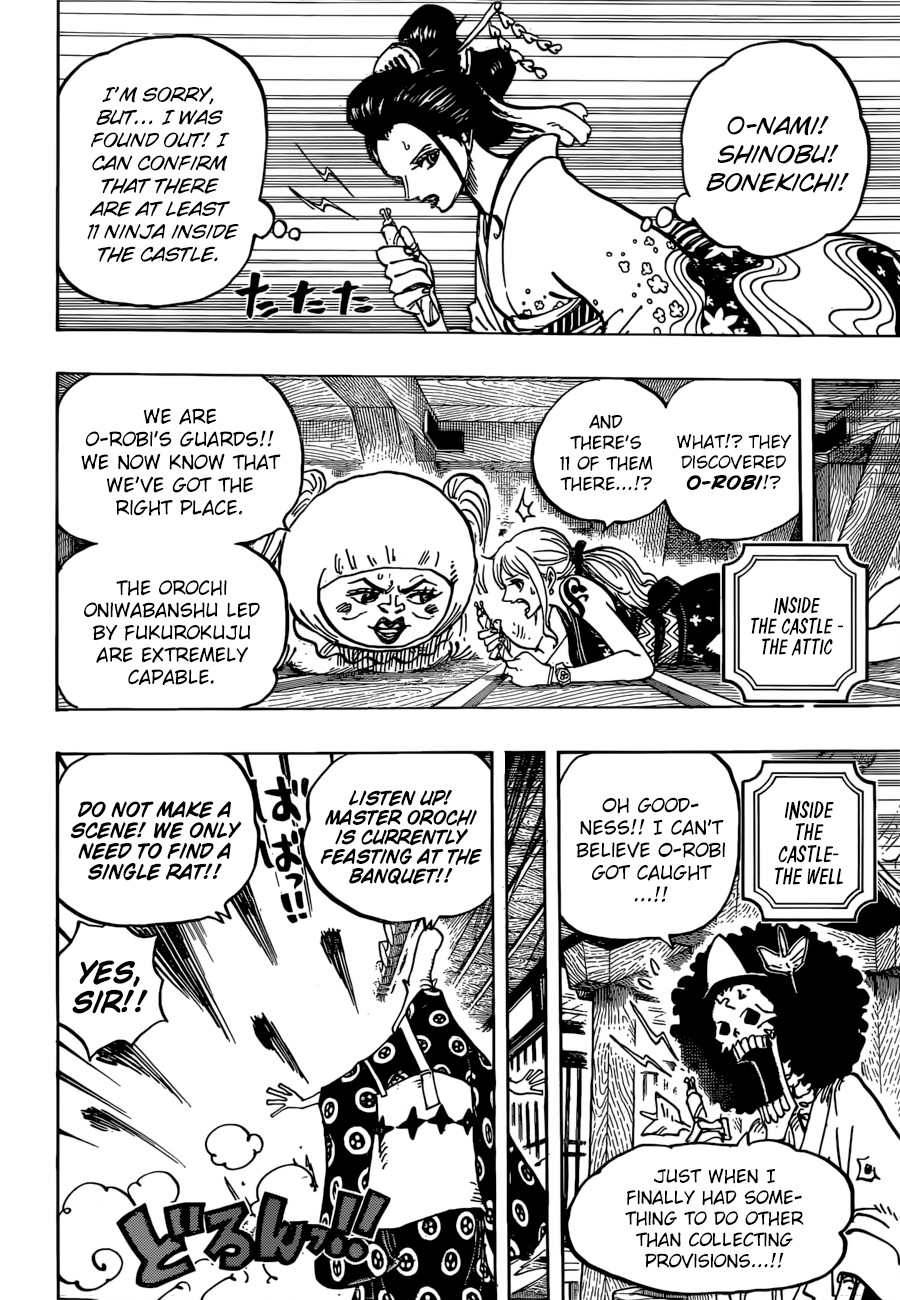 O-NAMI!
SHINOBU!
BONEKICHI!
I'M SORRY,
BUT... I WAS
FOUND OUT! I
CAN CONFIRM
THAT THERE
ARE AT LEAST
11 NINJA INSIDE
THE CASTLE.
たたた
INSIDE
THE CASTLE -
THE ATTIC
WHAT!? THEY
DISCOVERED
O-ROBI!?
AND
THERE'S
11 OF THEM
THERE...!?
WE ARE
O-ROBI'S GUARDS!!
WE NOW KNOW THAT
WE'VE GOT THE
RIGHT PLACE.
THE OROCHI
ONIWABANSHU LED
BY FUKUROKUJU
ARE EXTREMELY
CAPABLE.
INSIDE
THE
CASTLE-
THE WELL
OH GOOD-
NESS!! I CAN'T
BELIEVE O-ROBI
GOT CAUGHT
...!!
JUST WHEN I
FINALLY HAD SOME-
THING TO DO OTHER
THAN COLLECTING
PROVISIONS...!!
LISTEN UP!
MASTER OROCHI
IS CURRENTLY
FEASTING AT THE
BANQUET!!
ばばっ!!
DO NOT MAKE A
SCENE! WE ONLY
NEED TO FIND A
SINGLE RAT!!
YES,
SIR!!
どろんっ!!